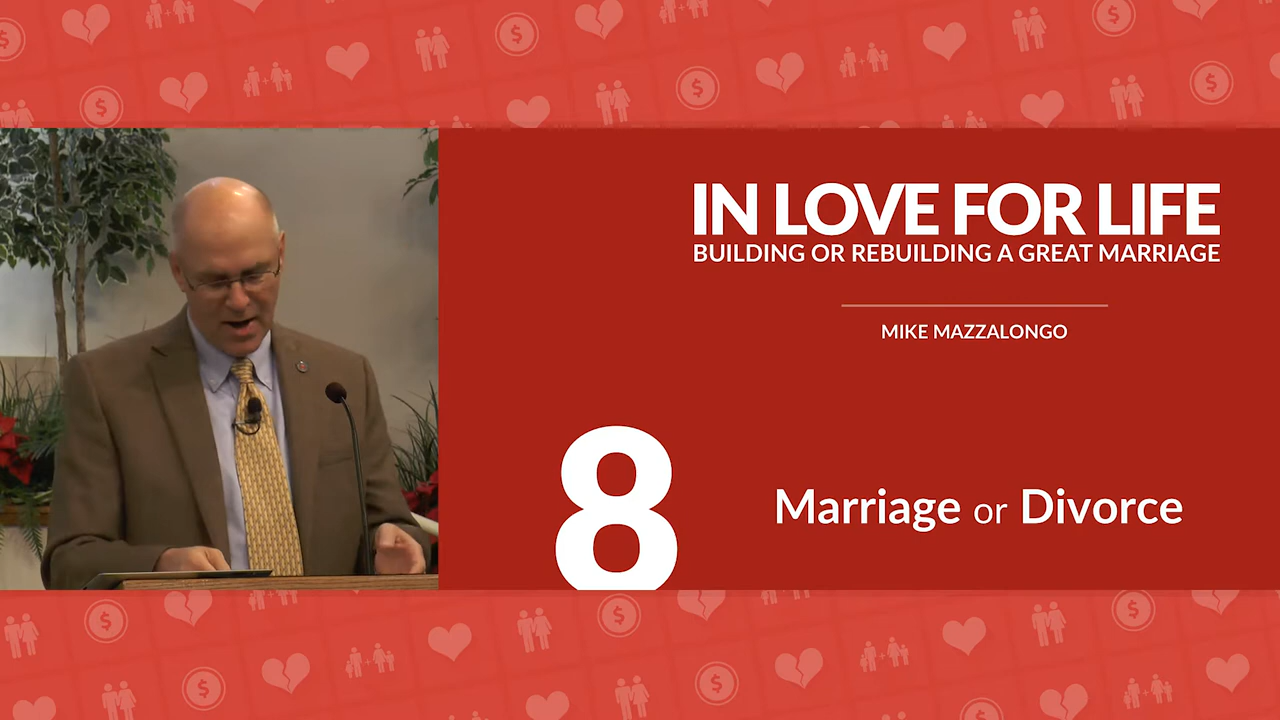 IN LOVE FOR LIFE
BUILDING OR REBUILDING A GREAT MARRIAGE
MIKE MAZZALONGO
8
Marriage or Divorce